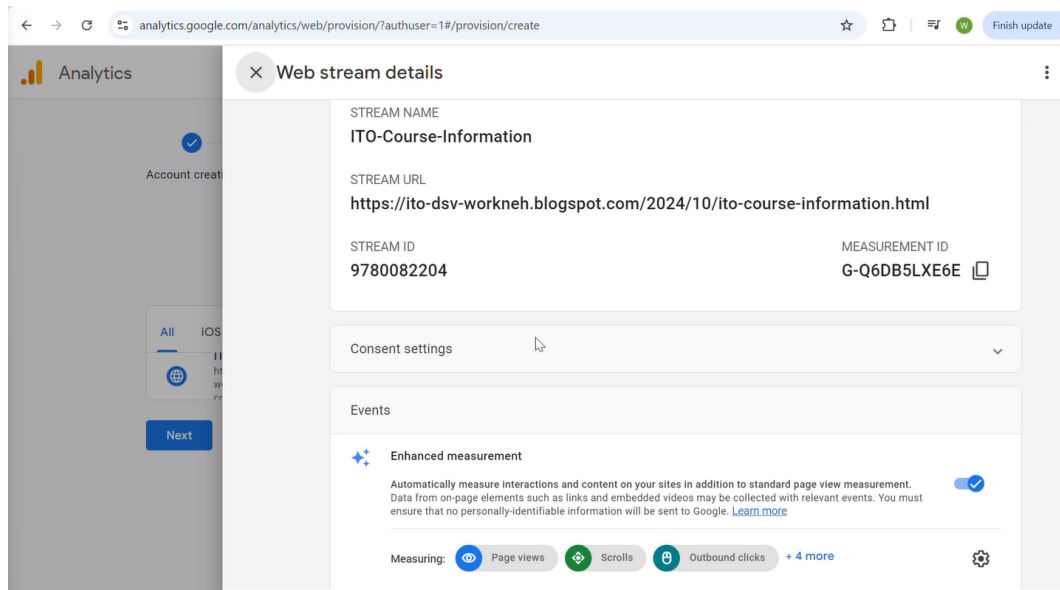 analytics.google.com/analytics/web/provision/?authuser=1#/provision/create
W
Finish update
Analytics
Web stream details
Account creati
All
iOS
Next
STREAM NAME
ITO-Course-Information
STREAM URL
https://ito-dsv-workneh.blogspot.com/2024/10/ito-course-information.html
STREAM ID
MEASUREMENT ID
9780082204
G-Q6DB5LXE6E
Consent settings
Events
Enhanced measurement
Automatically measure interactions and content on your sites in addition to standard page view measurement.
Data from on-page elements such as links and embedded videos may be collected with relevant events. You must
ensure that no personally-identifiable information will be sent to Google. Learn more
Measuring:
Page views
Scrolls
Outbound clicks
+ 4 more